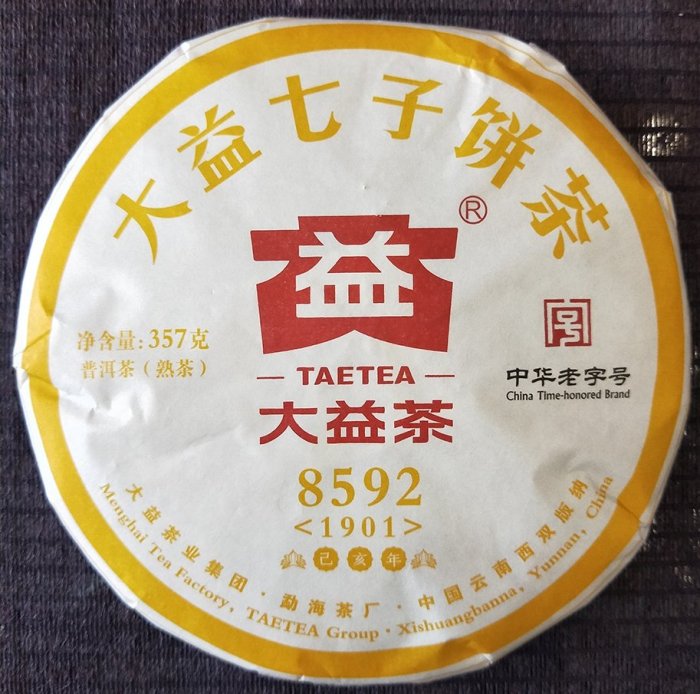 大益七子饼茶
益
®
号
净含量:357克
普洱茶（熟茶）
中华老字号
China Time-honored Brand
TAETEA
大益茶
8592
<1901>
己亥年
大益茶业集团·勐海茶厂·中国云南西双版纳
Menghai Tea Factory, TAETEA Group·Xishuangbanna, Yunnan, China